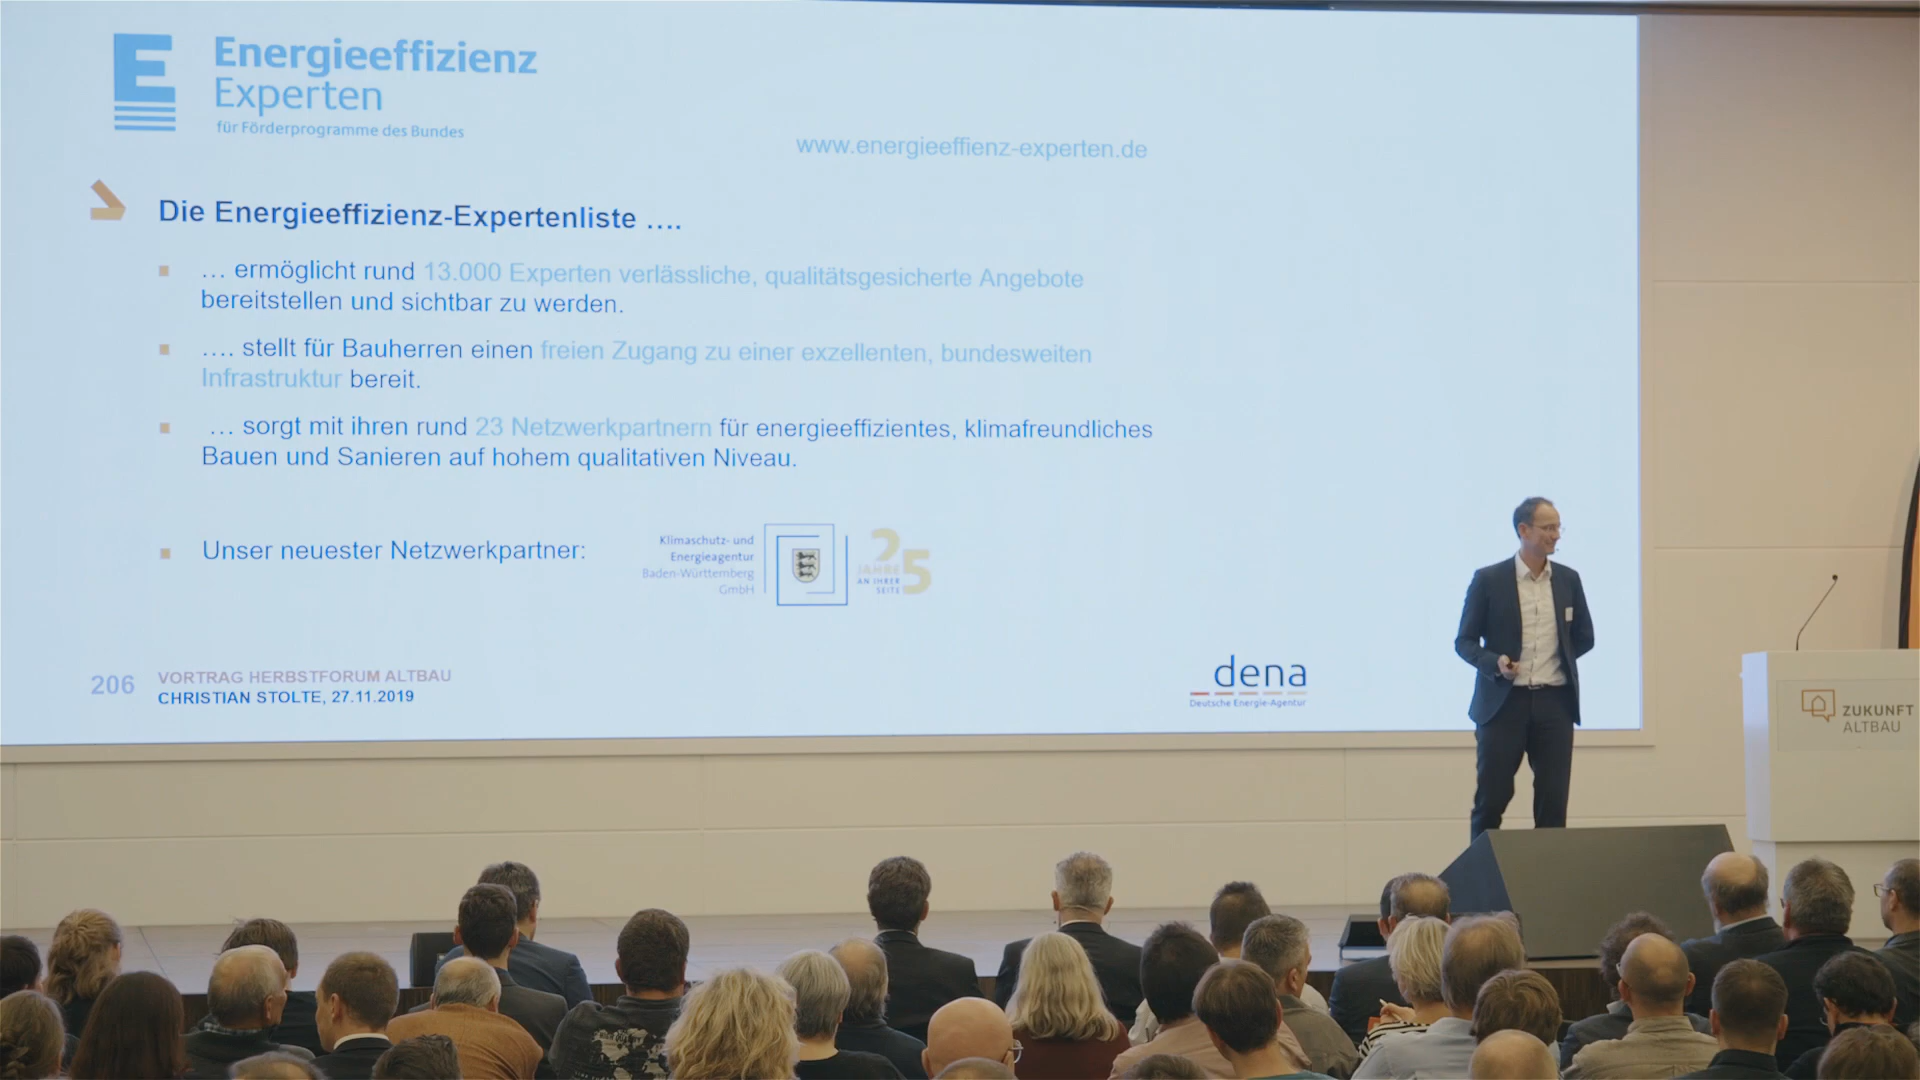 E Energieeffizienz
Experten
für Förderprogramme des Bundes
www.energieeffienz-experten.de
Die Energieeffizienz-Expertenliste ....
... ermöglicht rund 13.000 Experten verlässliche, qualitätsgesicherte Angebote
bereitstellen und sichtbar zu werden.
.... stellt für Bauherren einen freien Zugang zu einer exzellenten, bundesweiten
Infrastruktur bereit.
... sorgt mit ihren rund 23 Netzwerkpartnern für energieeffizientes, klimafreundliches
Bauen und Sanieren auf hohem qualitativen Niveau.
Unser neuester Netzwerkpartner:
Klimaschutz- und
Energieagentur
Baden-Württemberg
GmbH
25
JAHRE
AN IHRER
SEITE
206
VORTRAG HERBSTFORUM ALTBAU
CHRISTIAN STOLTE, 27.11.2019
dena
Deutsche Energie-Agentur
ZUKUNFT
ALTBAU